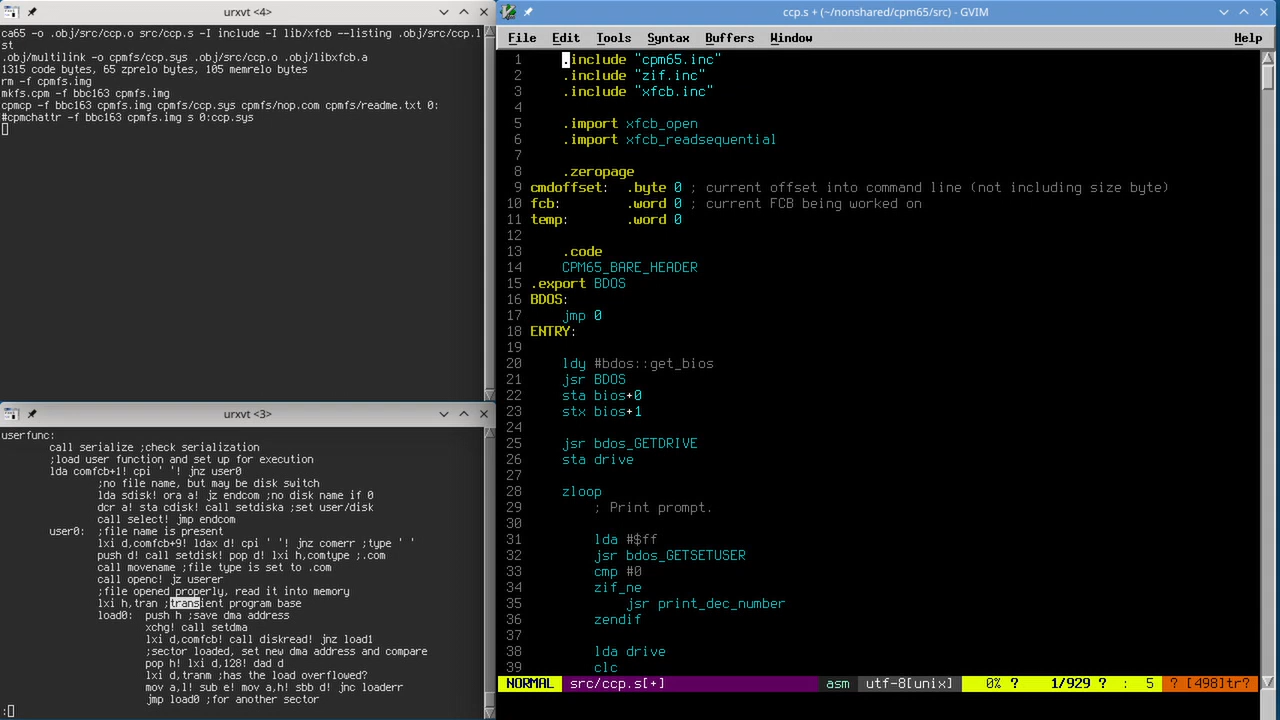 urxvt <4>
ca65 -o .obj/src/ccp.o src/ccp.s -I include -I lib/xfcb --listing .obj/src/ccp.l
st
.obj/multilink -o cpmfs/ccp.sys .obj/src/ccp.o .obj/libxfcb.a
1315 code bytes, 65 zprelo bytes, 105 memrelo bytes
rm -f cpmfs.img
mkfs.cpm -f bbc163 cpmfs.img
cpmcp -f bbc163 cpmfs.img cpmfs/ccp.sys cpmfs/nop.com cpmfs/readme.txt 0:
#cpmchattr -f bbc163 cpmfs.img s 0:ccp.sys
urxvt <3>
userfunc:
call serialize ;check serialization
;load user function and set up for execution
lda comfcb+1! cpi ' '! jnz user0
;no file name, but may be disk switch
lda sdisk! ora a! jz endcom ;no disk name if 0
dcr a! sta cdisk! call setdiska ;set user/disk
call select! jmp endcom
user0: ;file name is present
lxi d,comfcb+9! ldax d! cpi ' '! jnz comerr ;type ' '
push d! call setdisk! pop d! lxi h,comtype ;.com
call movename ;file type is set to .com
call openc! jz userer
;file opened properly, read it into memory
lxi h,tran ;transient program base
load0: push h ;save dma address
xchg! call setdma
lxi d,comfcb! call diskread! jnz load1
;sector loaded, set new dma address and compare
pop h! lxi d,128! dad d
lxi d,tranm ;has the load overflowed?
mov a,l! sub e! mov a,h! sbb d! jnc loaderr
jmp load0 ;for another sector
:
ccp.s + (~/nonshared/cpm65/src) - GVIM
File Edit Tools Syntax Buffers Window Help
1 .include "cpm65.inc"
2 .include "zif.inc"
3 .include "xfcb.inc"
4
5 .import xfcb_open
6 .import xfcb_readsequential
7
8 .zeropage
9 cmdoffset: .byte 0 ; current offset into command line (not including size byte)
10 fcb: .word 0 ; current FCB being worked on
11 temp: .word 0
12
13 .code
14 CPM65_BARE_HEADER
15 .export BDOS
16 BDOS:
17 jmp 0
18 ENTRY:
19
20 ldy #bdos::get_bios
21 jsr BDOS
22 sta bios+0
23 stx bios+1
24
25 jsr bdos_GETDRIVE
26 sta drive
27
28 zloop
29 ; Print prompt.
30
31 lda #$ff
32 jsr bdos_GETSETUSER
33 cmp #0
34 zif_ne
35 jsr print_dec_number
36 zendif
37
38 lda drive
39 clc
NORMAL src/ccp.s[+] asm utf-8[unix] 0% ? 1/929 ? : 5 ? [498]tr?